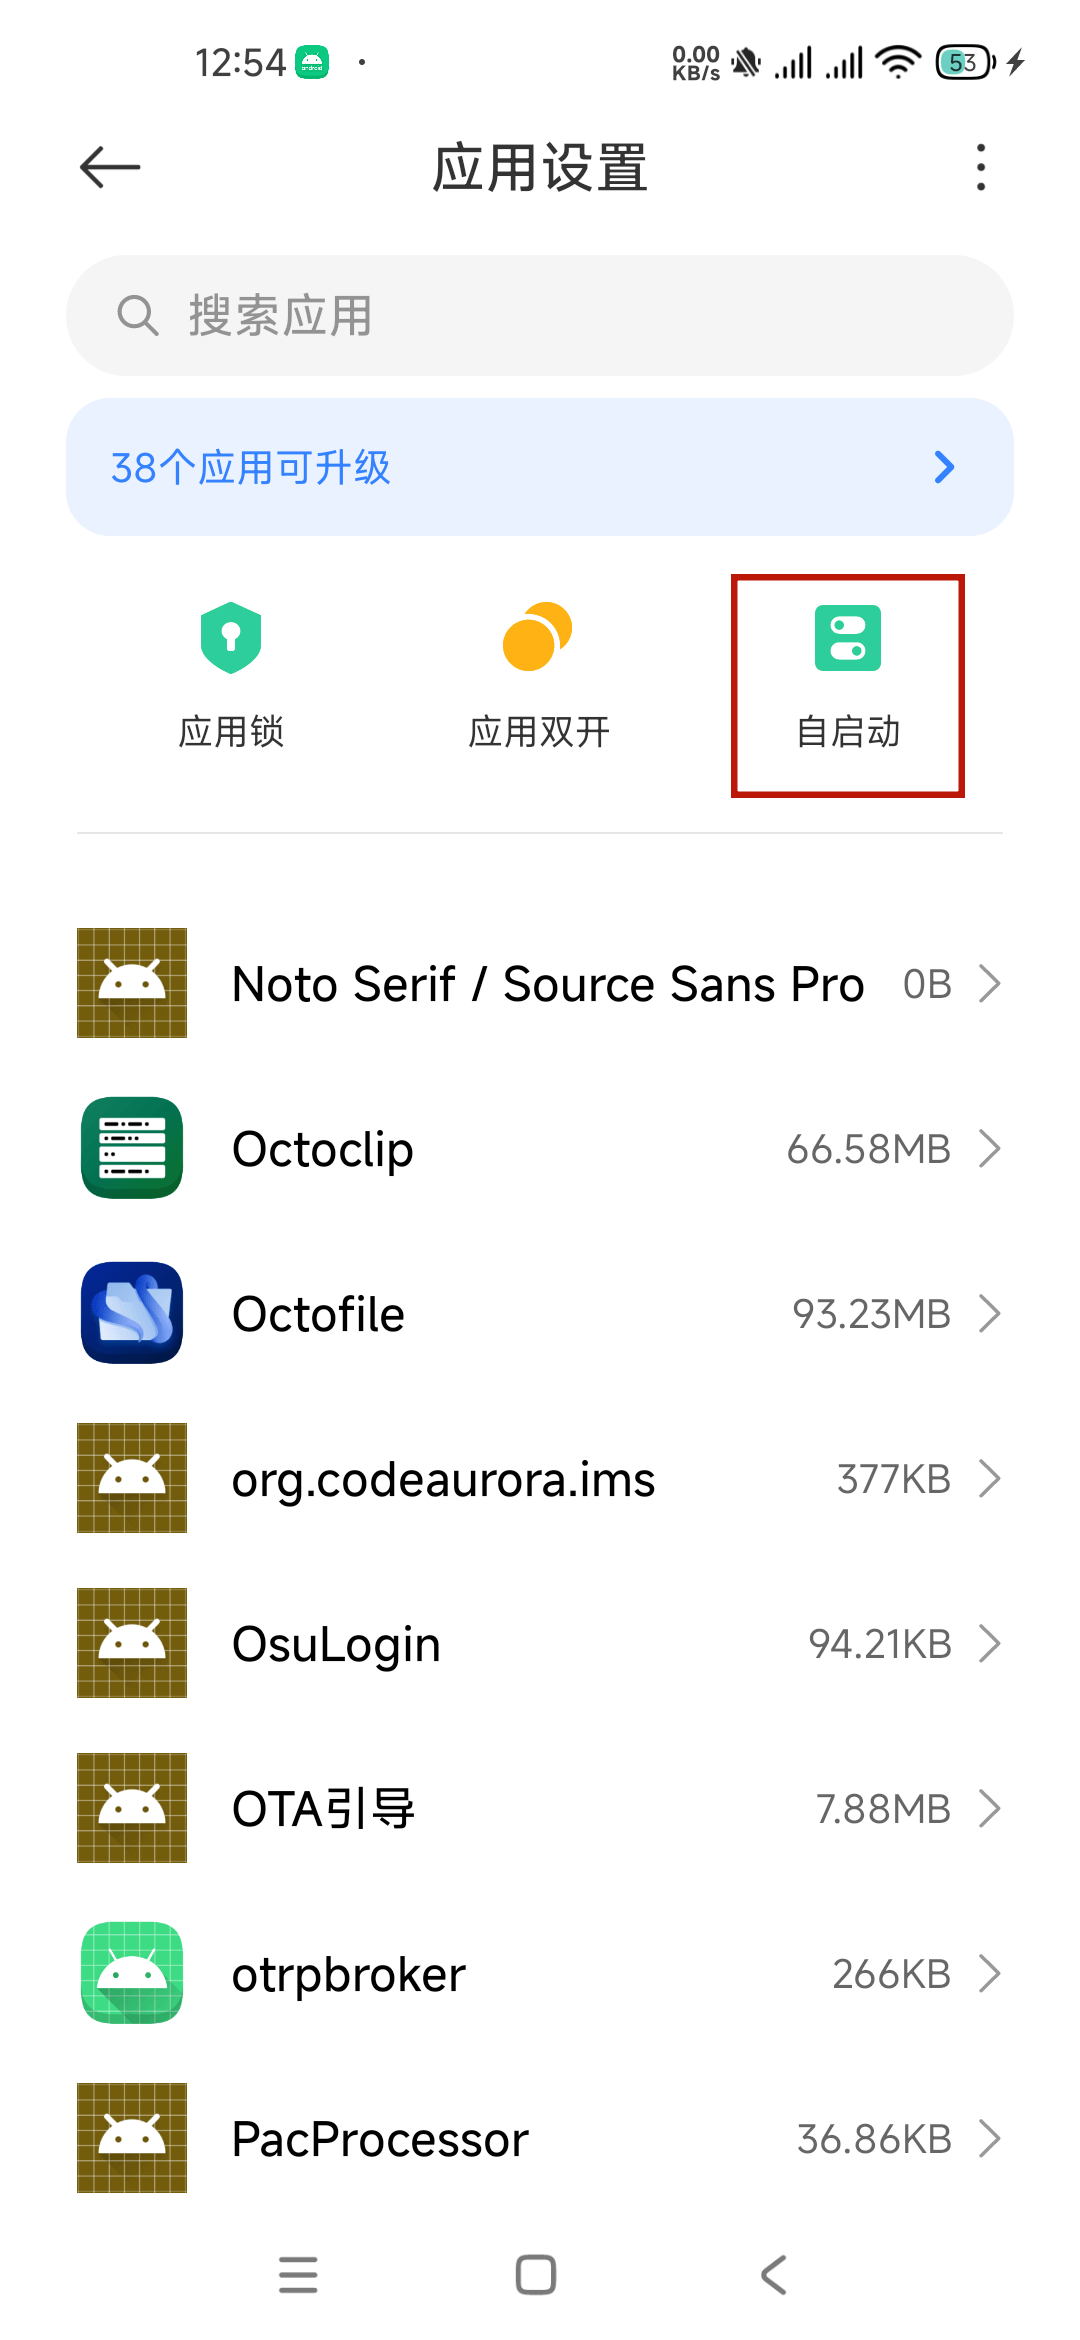 12:54
0.00
KB/s
53
应用设置
搜索应用
38个应用可升级
应用锁
应用双开
自启动
Noto Serif / Source Sans Pro 0B
Octoclip 66.58MB
Octofile 93.23MB
org.codeaurora.ims 377KB
OsuLogin 94.21KB
OTA引导 7.88MB
otrpbroker 266KB
PacProcessor 36.86KB